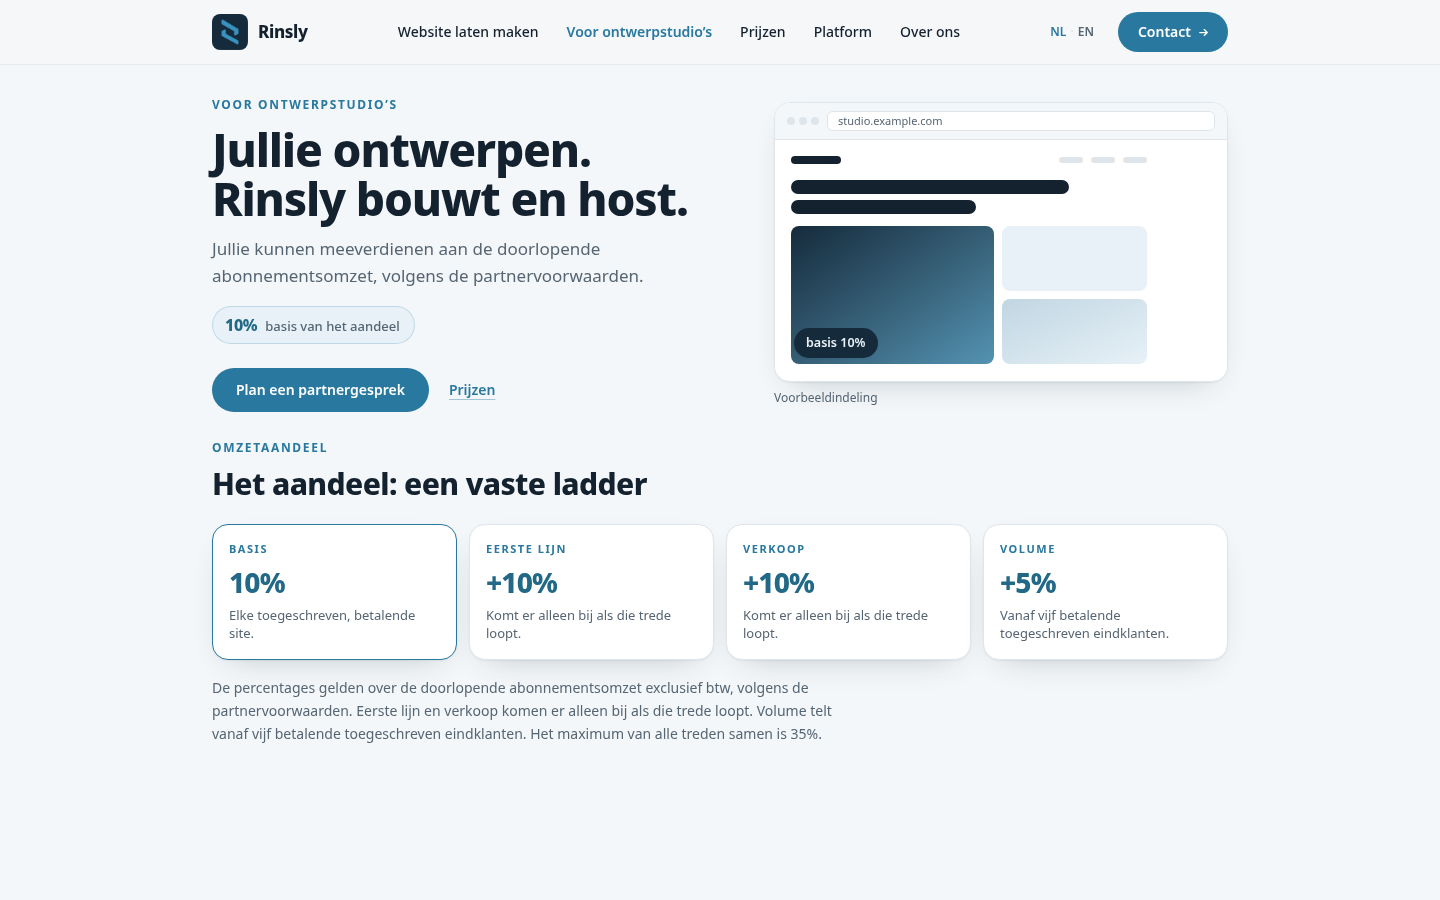 Rinsly
Website laten maken
Voor ontwerpstudio’s
Prijzen
Platform
Over ons
NL · EN
Contact →
VOOR ONTWERPSTUDIO’S
Jullie ontwerpen.
Rinsly bouwt en host.
Jullie kunnen meeverdienen aan de doorlopende
abonnementsomzet, volgens de partnervoorwaarden.
10% basis van het aandeel
Plan een partnergesprek
Prijzen
studio.example.com
basis 10%
Voorbeeldindeling
OMZETAANDEEL
Het aandeel: een vaste ladder
BASIS
10%
Elke toegeschreven, betalende
site.
EERSTE LIJN
+10%
Komt er alleen bij als die trede
loopt.
VERKOOP
+10%
Komt er alleen bij als die trede
loopt.
VOLUME
+5%
Vanaf vijf betalende
toegeschreven eindklanten.
De percentages gelden over de doorlopende abonnementsomzet exclusief btw, volgens de
partnervoorwaarden. Eerste lijn en verkoop komen er alleen bij als die trede loopt. Volume telt
vanaf vijf betalende toegeschreven eindklanten. Het maximum van alle treden samen is 35%.